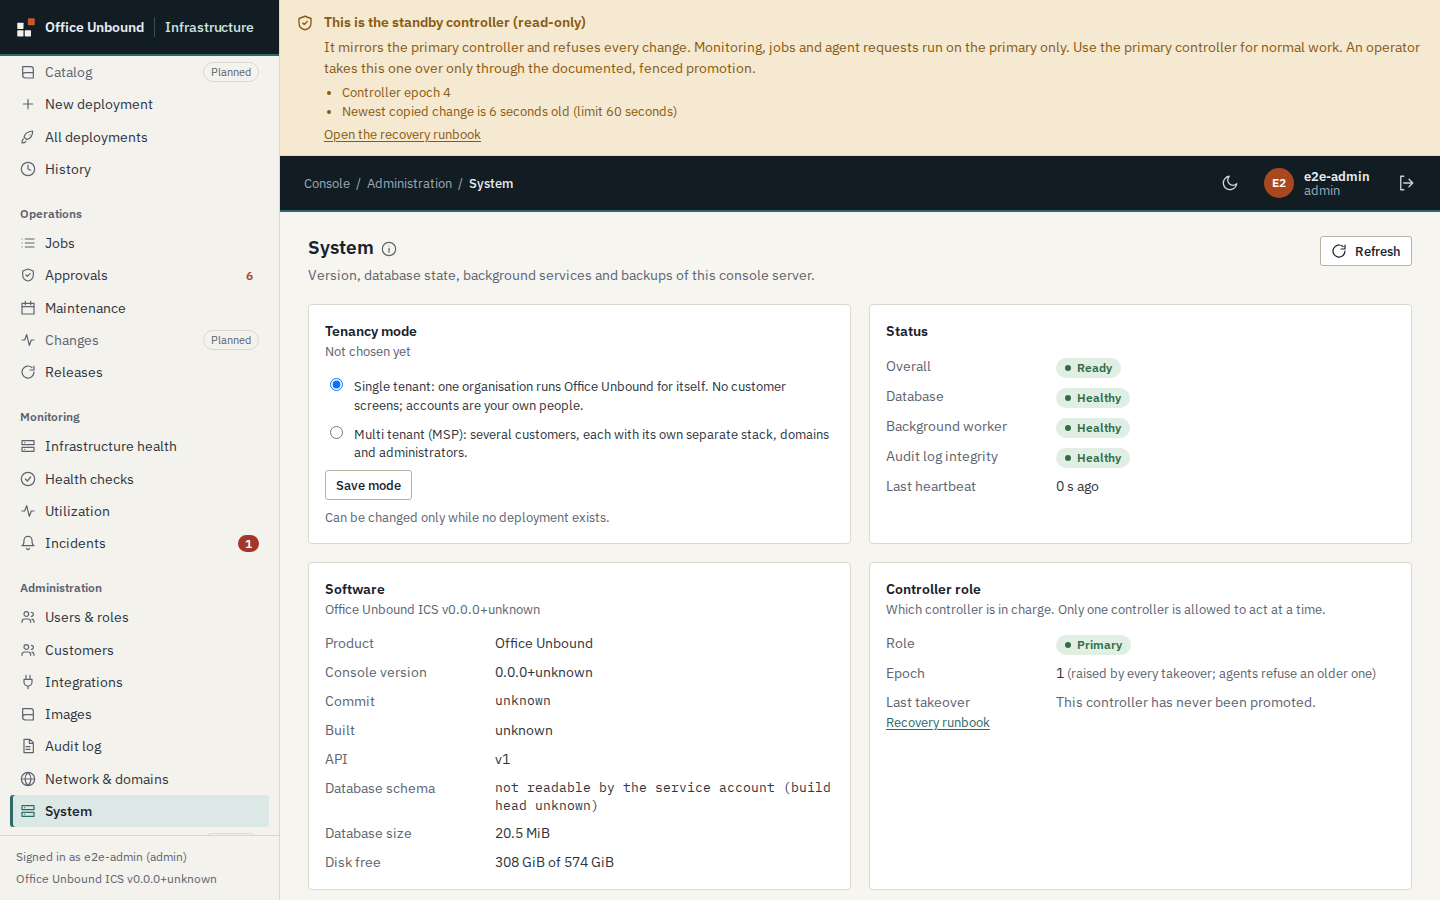 Office Unbound
Infrastructure
Catalog
Planned
New deployment
All deployments
History
Operations
Jobs
Approvals
6
Maintenance
Changes
Planned
Releases
Monitoring
Infrastructure health
Health checks
Utilization
Incidents
1
Administration
Users & roles
Customers
Integrations
Images
Audit log
Network & domains
System
Signed in as e2e-admin (admin)
Office Unbound ICS v0.0.0+unknown
This is the standby controller (read-only)
It mirrors the primary controller and refuses every change. Monitoring, jobs and agent requests run on the primary only. Use the primary controller for normal work. An operator
takes this one over only through the documented, fenced promotion.
• Controller epoch 4
• Newest copied change is 6 seconds old (limit 60 seconds)
Open the recovery runbook
Console / Administration / System
E2
e2e-admin
admin
System
Refresh
Version, database state, background services and backups of this console server.
Tenancy mode
Not chosen yet
Single tenant: one organisation runs Office Unbound for itself. No customer
screens; accounts are your own people.
Multi tenant (MSP): several customers, each with its own separate stack, domains
and administrators.
Save mode
Can be changed only while no deployment exists.
Status
Overall
Ready
Database
Healthy
Background worker
Healthy
Audit log integrity
Healthy
Last heartbeat
0 s ago
Software
Office Unbound ICS v0.0.0+unknown
Product
Office Unbound
Console version
0.0.0+unknown
Commit
unknown
Built
unknown
API
v1
Database schema
not readable by the service account (build
head unknown)
Database size
20.5 MiB
Disk free
308 GiB of 574 GiB
Controller role
Which controller is in charge. Only one controller is allowed to act at a time.
Role
Primary
Epoch
1 (raised by every takeover; agents refuse an older one)
Last takeover
This controller has never been promoted.
Recovery runbook